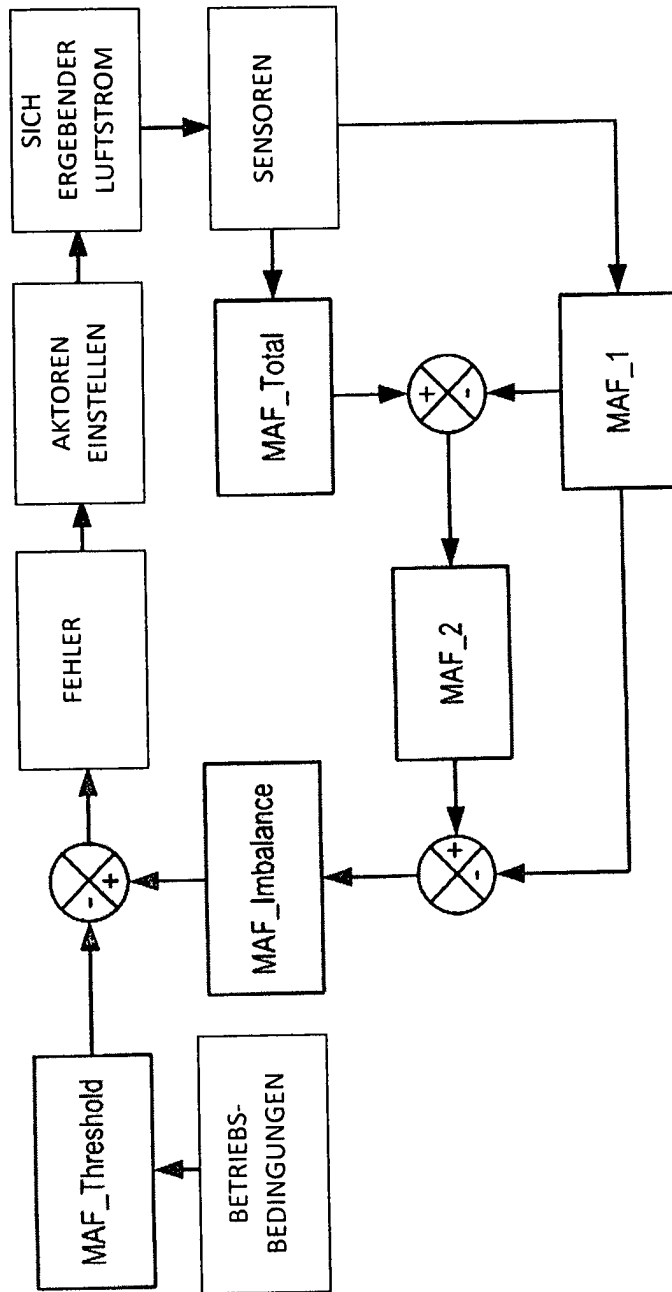 MAF_Threshold
BETRIEBS-
BEDINGUNGEN
-
+
MAF_Imbalance
+
-
FEHLER
MAF_2
AKTOREN
EINSTELLEN
MAF_Total
+
-
MAF_1
SICH
ERGEBENDER
LUFTSTROM
SENSOREN